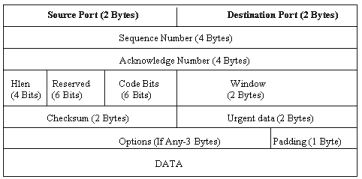 Source Port (2 Bytes) Destination Port (2 Bytes)
Sequence Number (4 Bytes)
Acknowledge Number (4 Bytes)
Hlen Reserved Code Bits Window
(4 Bits) (6 Bits) (6 Bits) (2 Bytes)
Checksum (2 Bytes) Urgent data (2 Bytes)
Options (If Any-3 Bytes) Padding (1 Byte)
DATA